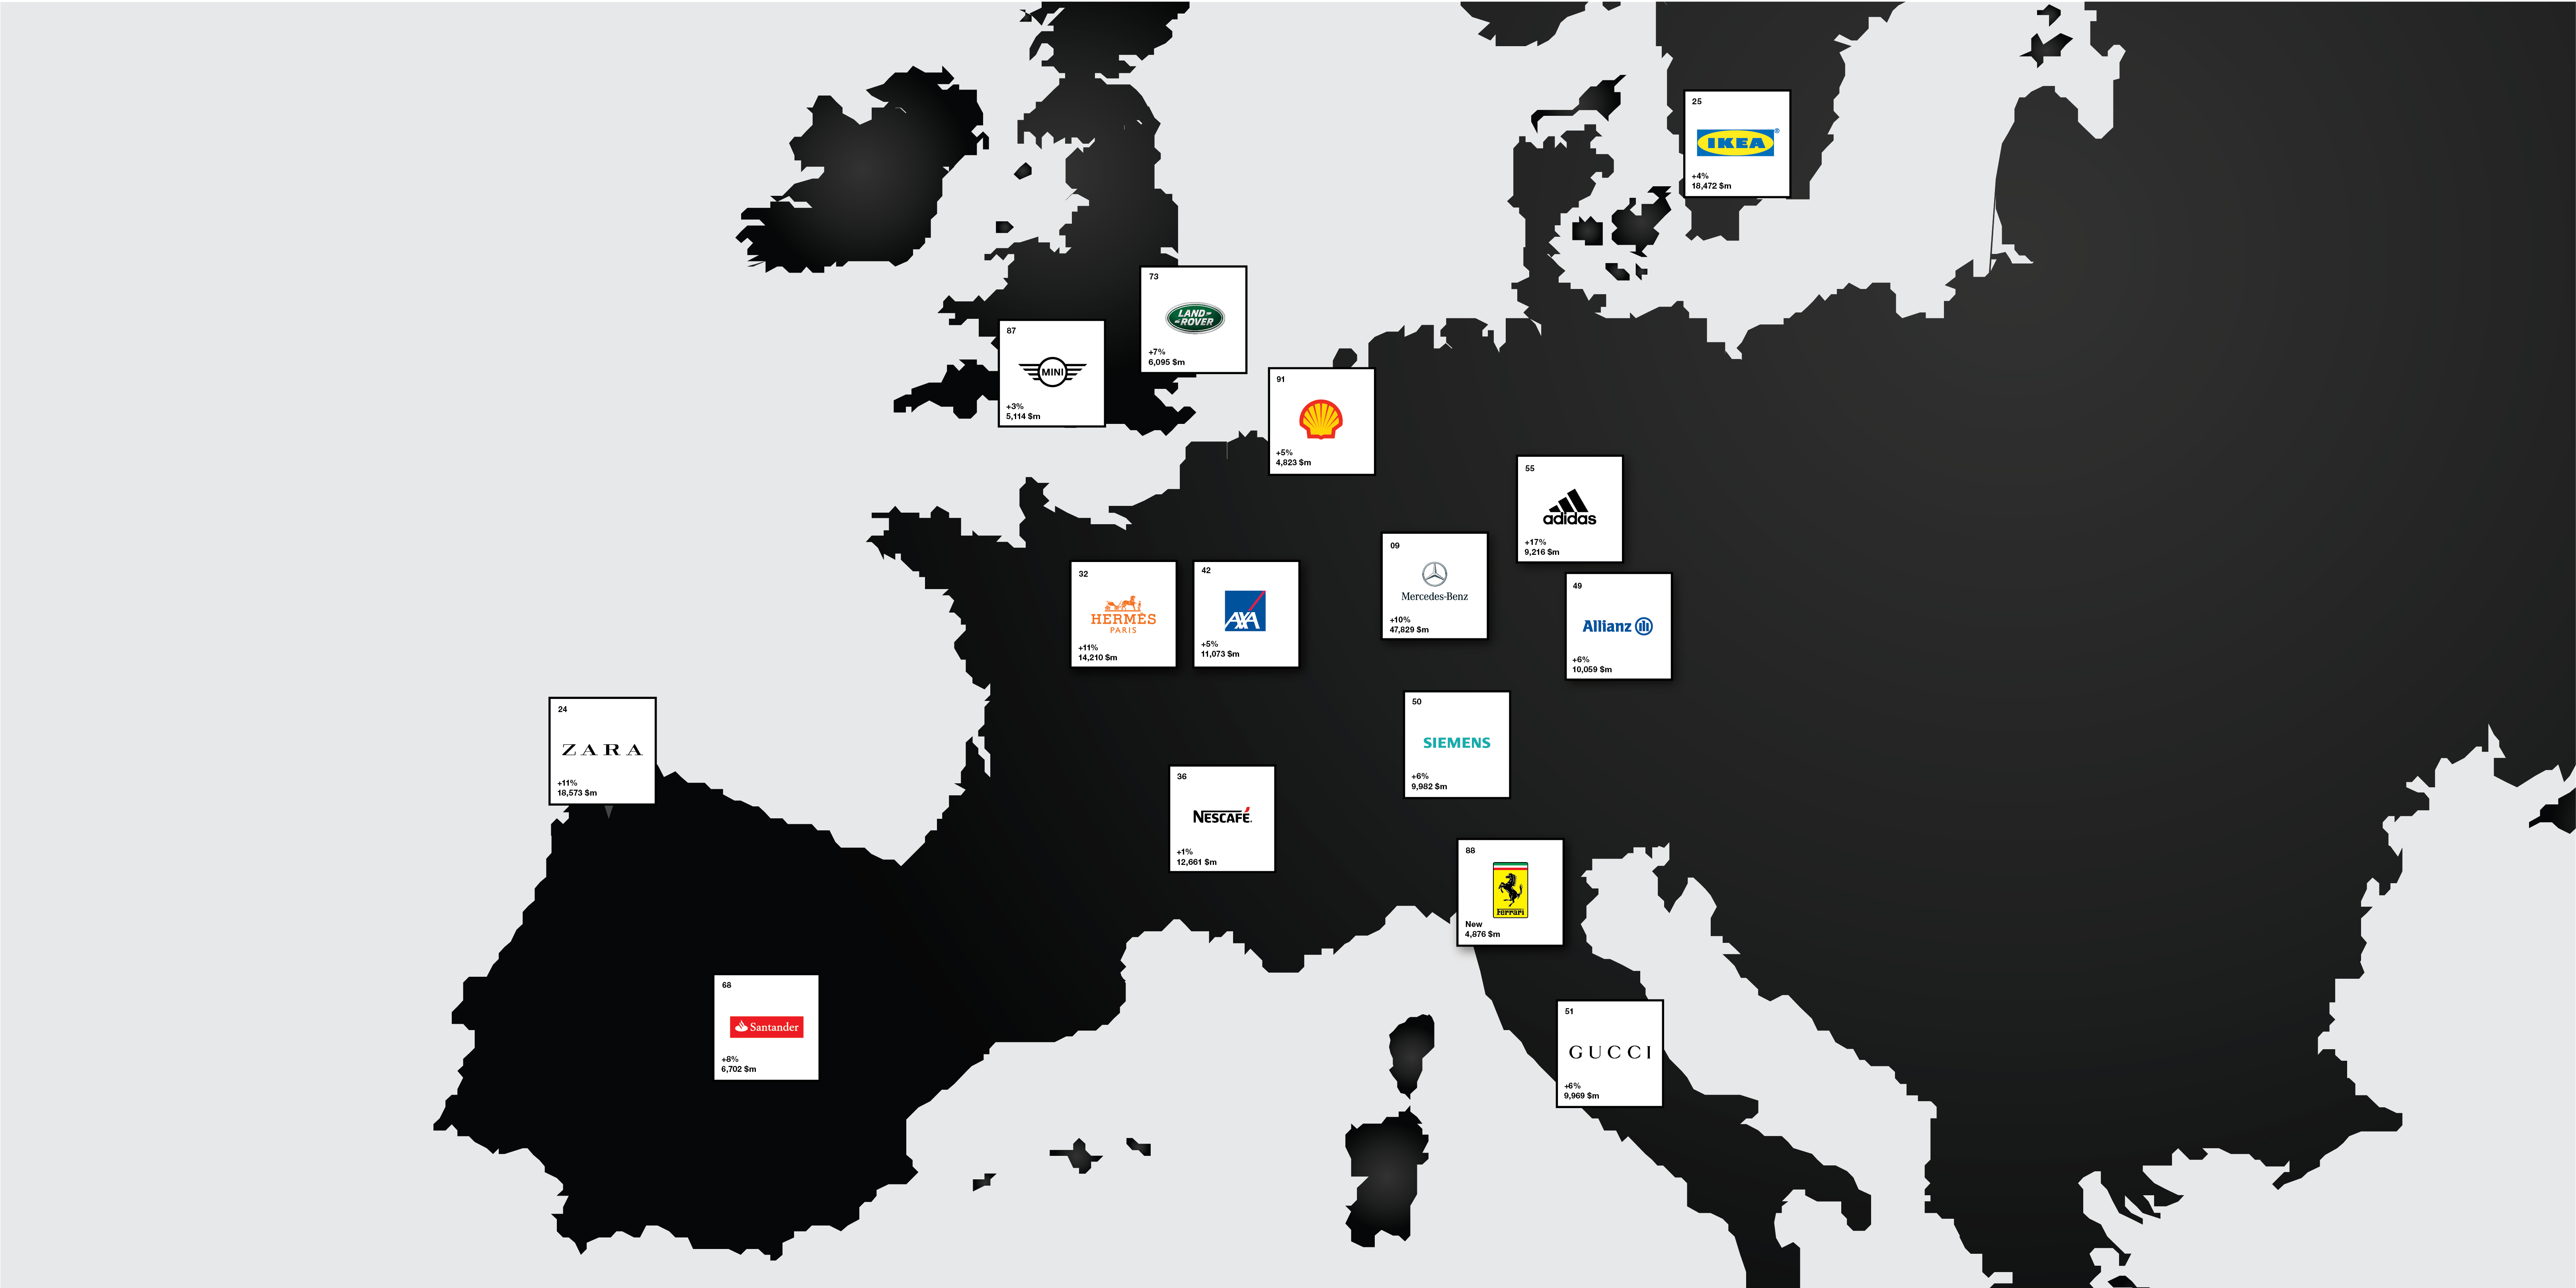 25
IKEA®
+4%
18,472 $m
73
LAND-
-ROVER
+7%
6,095 $m
87
MINI
+3%
5,114 $m
91
+5%
4,823 $m
55
adidas
+17%
9,216 $m
09
Mercedes-Benz
+10%
47,829 $m
32
HERMÈS
PARIS
+11%
14,210 $m
42
AXA
+5%
11,073 $m
49
Allianz
+6%
10,059 $m
24
ZARA
+11%
18,573 $m
50
SIEMENS
+6%
9,982 $m
36
NESCAFÉ.
+1%
12,661 $m
88
Ferrari
New
4,876 $m
68
Santander
+8%
6,702 $m
51
GUCCI
+6%
9,969 $m